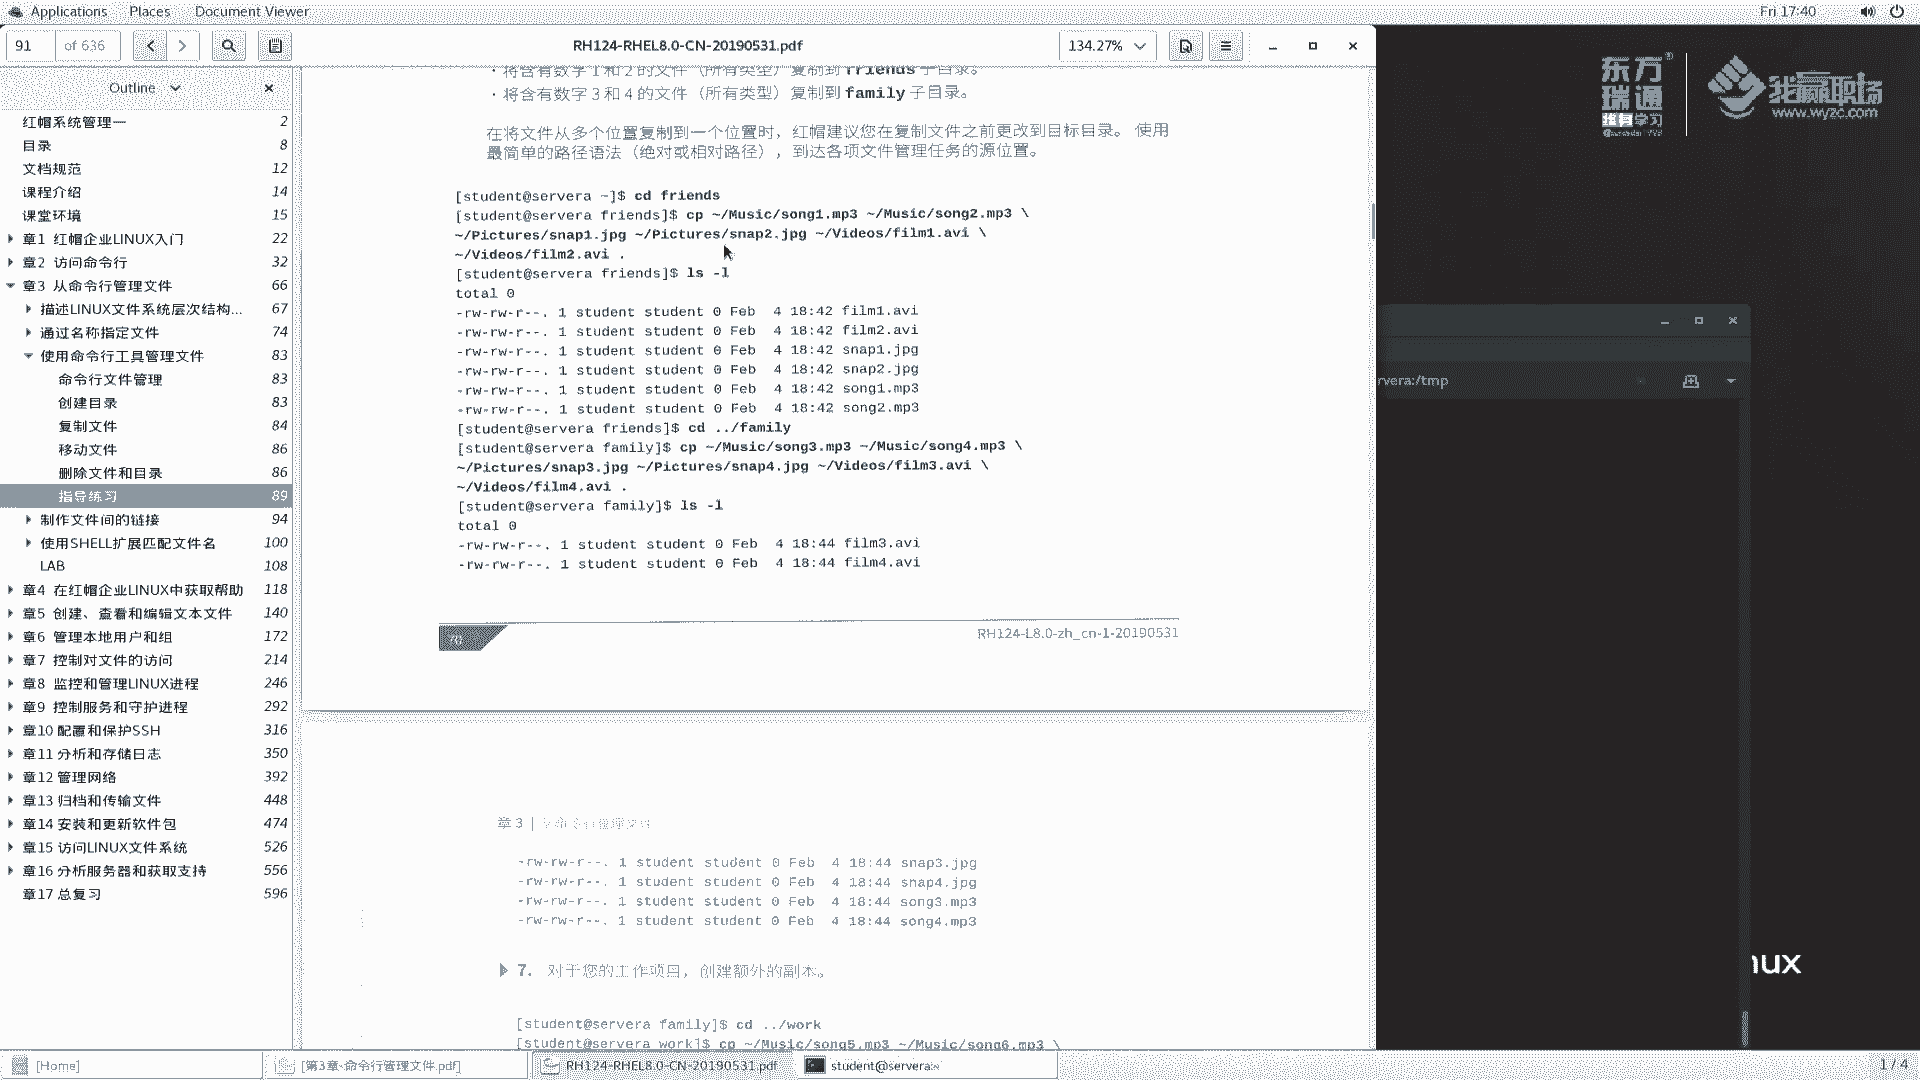 Applications Places Document Viewer
Fri 17:40
91 of 636
RH124-RHEL8.0-CN-20190531.pdf
134.27%
Outline
红帽系统管理一 2
目录 8
文档规范 12
课程介绍 14
课堂环境 15
章1 红帽企业LINUX入门 22
章2 访问命令行 32
章3 从命令行管理文件 66
描述LINUX文件系统层次结构... 67
通过名称指定文件 74
使用命令行工具管理文件 83
命令行文件管理 83
创建目录 83
复制文件 84
移动文件 86
删除文件和目录 86
指导练习 89
制作文件间的链接 94
使用SHELL扩展匹配文件名 100
LAB 108
章4 在红帽企业LINUX中获取帮助 118
章5 创建、查看和编辑文本文件 140
章6 管理本地用户和组 172
章7 控制对文件的访问 214
章8 监控和管理LINUX进程 246
章9 控制服务和守护进程 292
章10 配置和保护SSH 316
章11 分析和存储日志 350
章12 管理网络 392
章13 归档和传输文件 448
章14 安装和更新软件包 474
章15 访问LINUX文件系统 526
章16 分析服务器和获取支持 556
章17 总复习 596
· 将含有数字 1 和 2 的文件（所有类型）复制到 friends 子目录。
· 将含有数字 3 和 4 的文件（所有类型）复制到 family 子目录。
在将文件从多个位置复制到一个位置时，红帽建议您在复制文件之前更改到目标目录。 使用
最简单的路径语法（绝对或相对路径），到达各项文件管理任务的源位置。
[student@servera ~]$ cd friends
[student@servera friends]$ cp ~/Music/song1.mp3 ~/Music/song2.mp3 \
~/Pictures/snap1.jpg ~/Pictures/snap2.jpg ~/Videos/film1.avi \
~/Videos/film2.avi .
[student@servera friends]$ ls -l
total 0
-rw-rw-r--. 1 student student 0 Feb  4 18:42 film1.avi
-rw-rw-r--. 1 student student 0 Feb  4 18:42 film2.avi
-rw-rw-r--. 1 student student 0 Feb  4 18:42 snap1.jpg
-rw-rw-r--. 1 student student 0 Feb  4 18:42 snap2.jpg
-rw-rw-r--. 1 student student 0 Feb  4 18:42 song1.mp3
-rw-rw-r--. 1 student student 0 Feb  4 18:42 song2.mp3
[student@servera friends]$ cd ../family
[student@servera family]$ cp ~/Music/song3.mp3 ~/Music/song4.mp3 \
~/Pictures/snap3.jpg ~/Pictures/snap4.jpg ~/Videos/film3.avi \
~/Videos/film4.avi .
[student@servera family]$ ls -l
total 0
-rw-rw-r--. 1 student student 0 Feb  4 18:44 film3.avi
-rw-rw-r--. 1 student student 0 Feb  4 18:44 film4.avi
70
RH124-L8.0-zh_cn-1-20190531
章 3 | 从命令行管理文件
-rw-rw-r--. 1 student student 0 Feb  4 18:44 snap3.jpg
-rw-rw-r--. 1 student student 0 Feb  4 18:44 snap4.jpg
-rw-rw-r--. 1 student student 0 Feb  4 18:44 song3.mp3
-rw-rw-r--. 1 student student 0 Feb  4 18:44 song4.mp3
7. 对于您的工作项目，创建额外的副本。
[student@servera family]$ cd ../work
[student@servera work]$ cp ~/Music/song5.mp3 ~/Music/song6.mp3 \
东方瑞通
终身学习
我赢职场
www.wyzc.com
rvera:/tmp
nux
[Home]
[第3章-命令行管理文件.pdf]
RH124-RHEL8.0-CN-20190531.pdf
student@servera:~
1 / 4